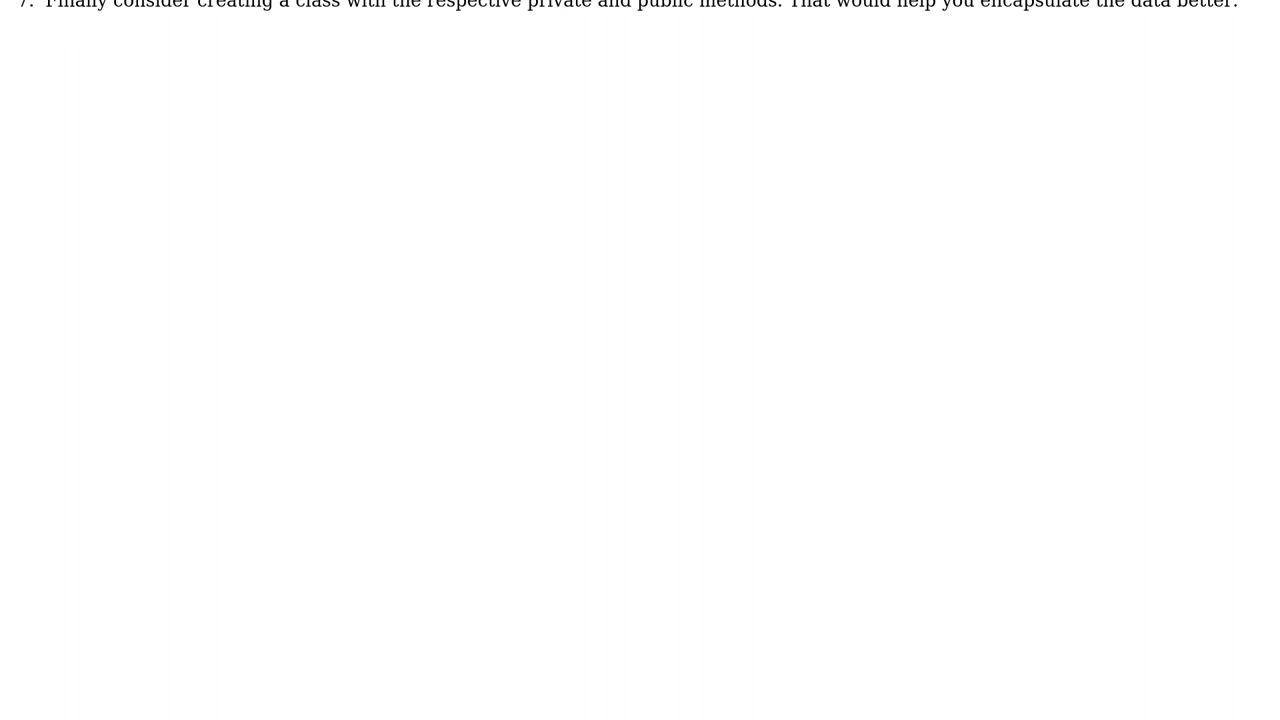 7. Finally consider creating a class with the respective private and public methods. That would help you encapsulate the data better.